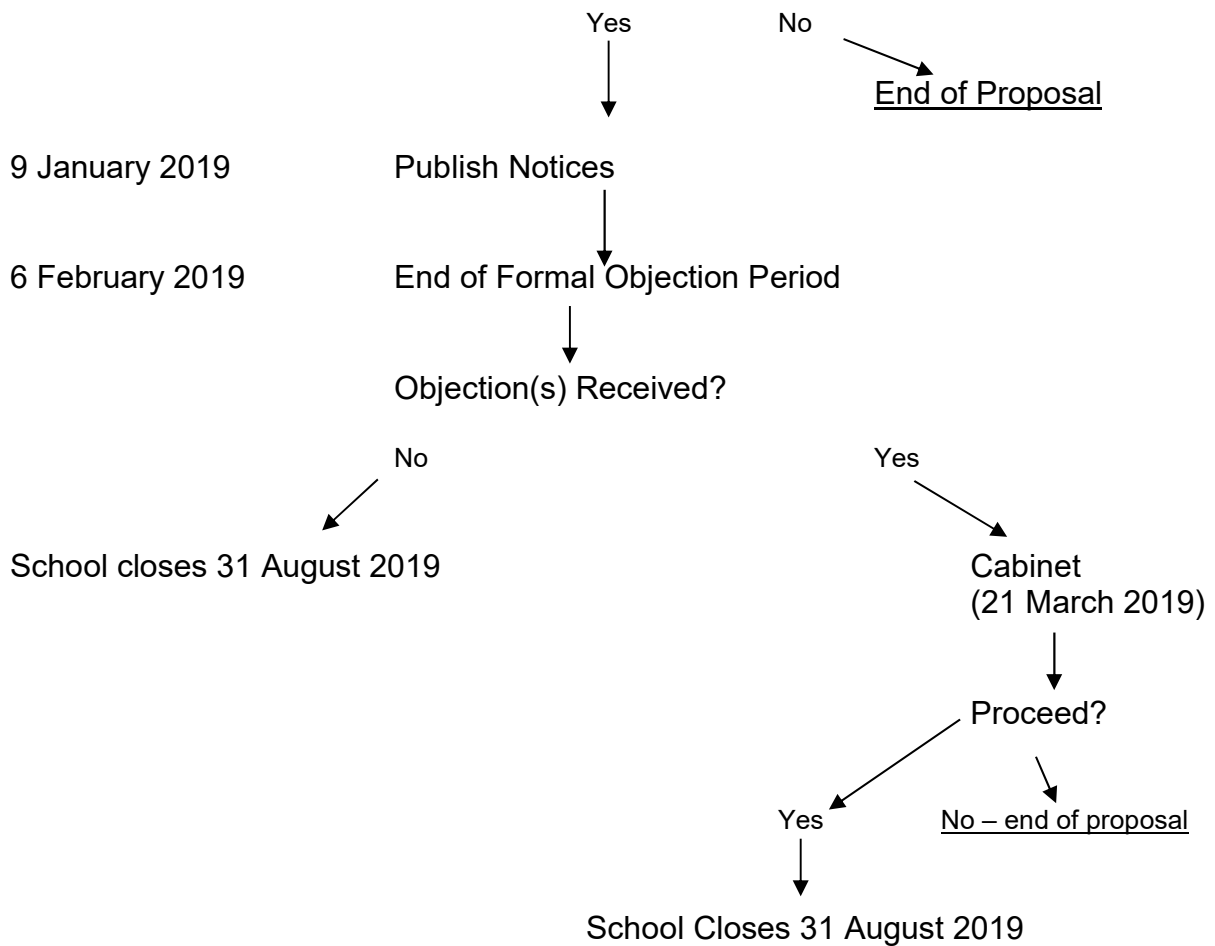 Yes No
End of Proposal
9 January 2019 Publish Notices
6 February 2019 End of Formal Objection Period
Objection(s) Received?
No Yes
School closes 31 August 2019 Cabinet
(21 March 2019)
Proceed?
Yes No – end of proposal
School Closes 31 August 2019